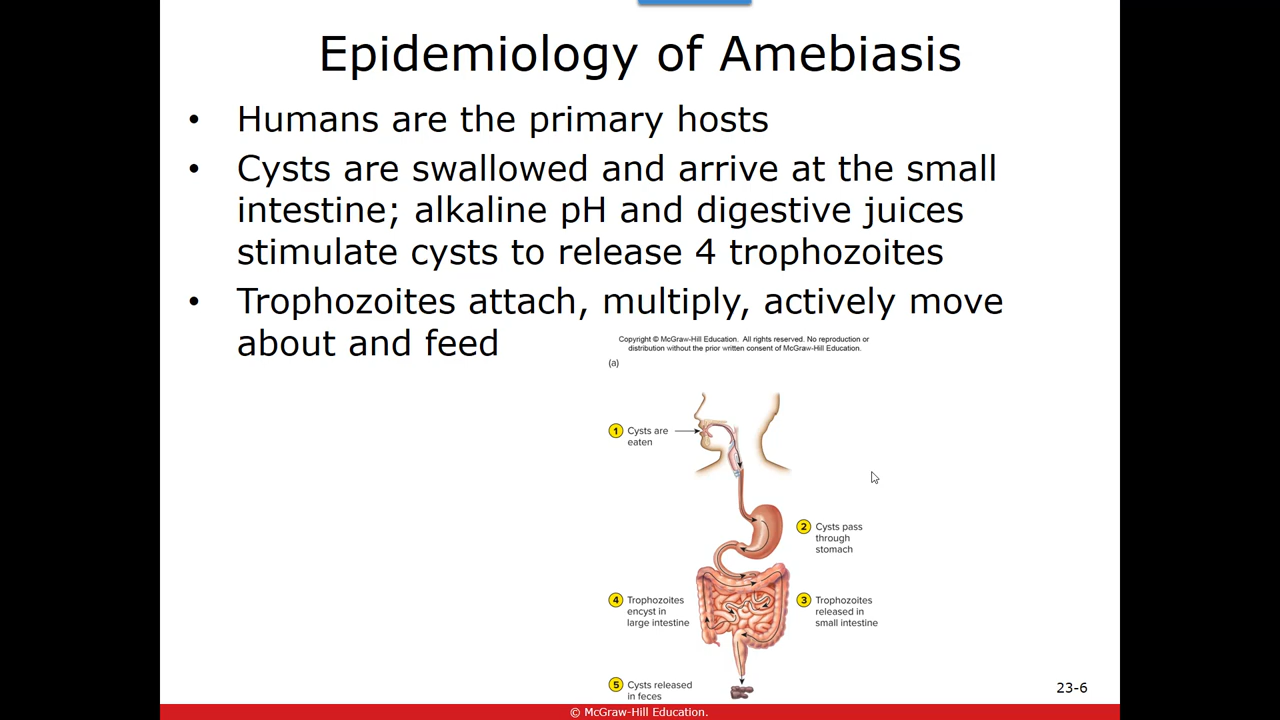 Epidemiology of Amebiasis
• Humans are the primary hosts
• Cysts are swallowed and arrive at the small
intestine; alkaline pH and digestive juices
stimulate cysts to release 4 trophozoites
• Trophozoites attach, multiply, actively move
about and feed
Copyright © McGraw-Hill Education. All rights reserved. No reproduction or
distribution without the prior written consent of McGraw-Hill Education.
(a)
1 Cysts are
eaten
2 Cysts pass
through
stomach
3 Trophozoites
released in
small intestine
4 Trophozoites
encyst in
large intestine
5 Cysts released
in feces
23-6
© McGraw-Hill Education.